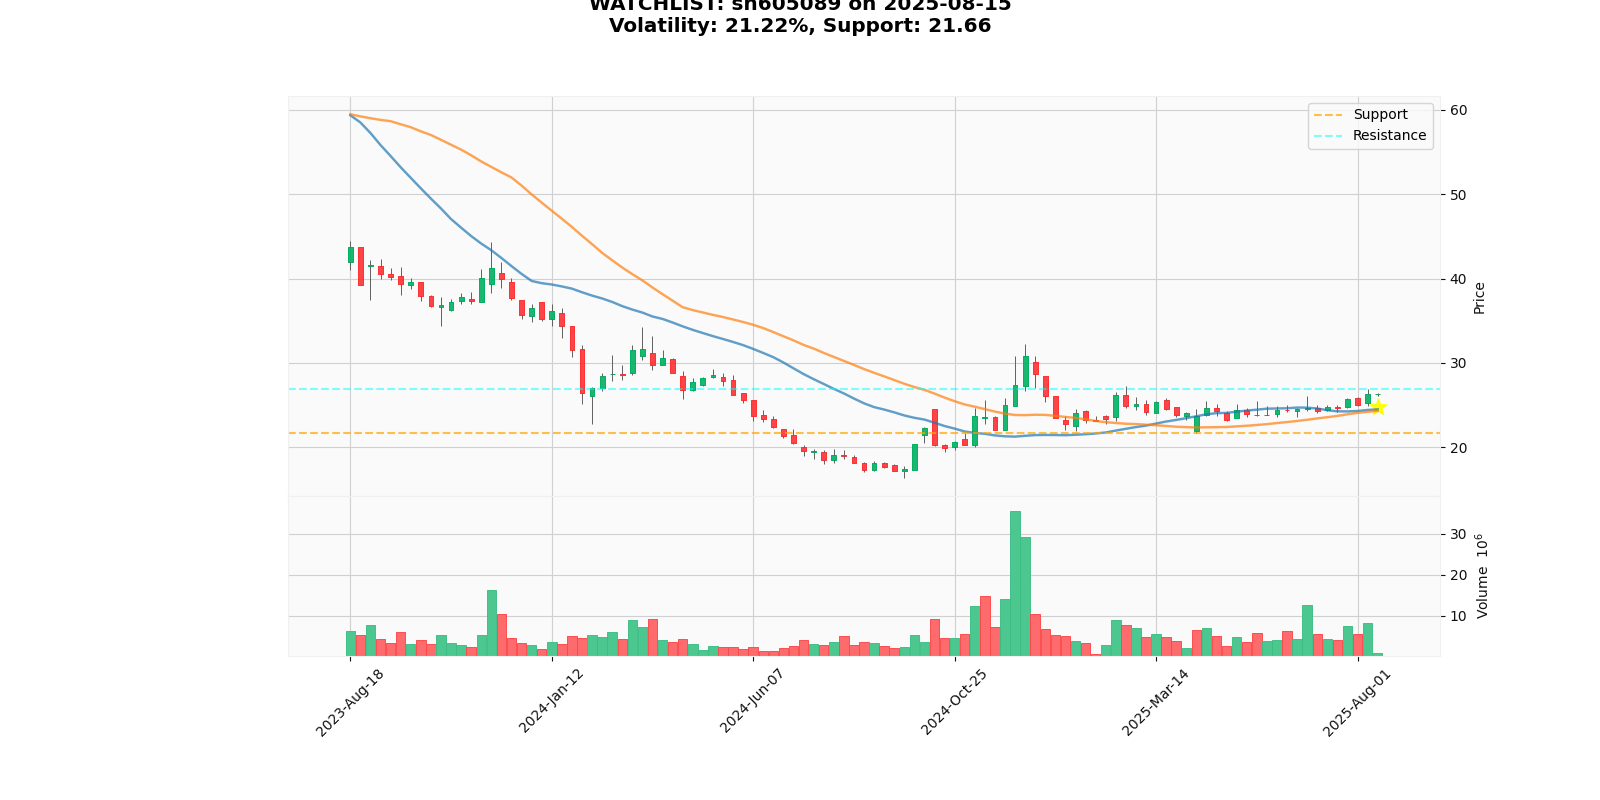 WATCHLIST: sh605089 on 2025-08-15
Volatility: 21.22%, Support: 21.66
Support
Resistance
60
50
40
30
20
Price
30
20
10
Volume 10^6
2023-Aug-18
2024-Jan-12
2024-Jun-07
2024-Oct-25
2025-Mar-14
2025-Aug-01